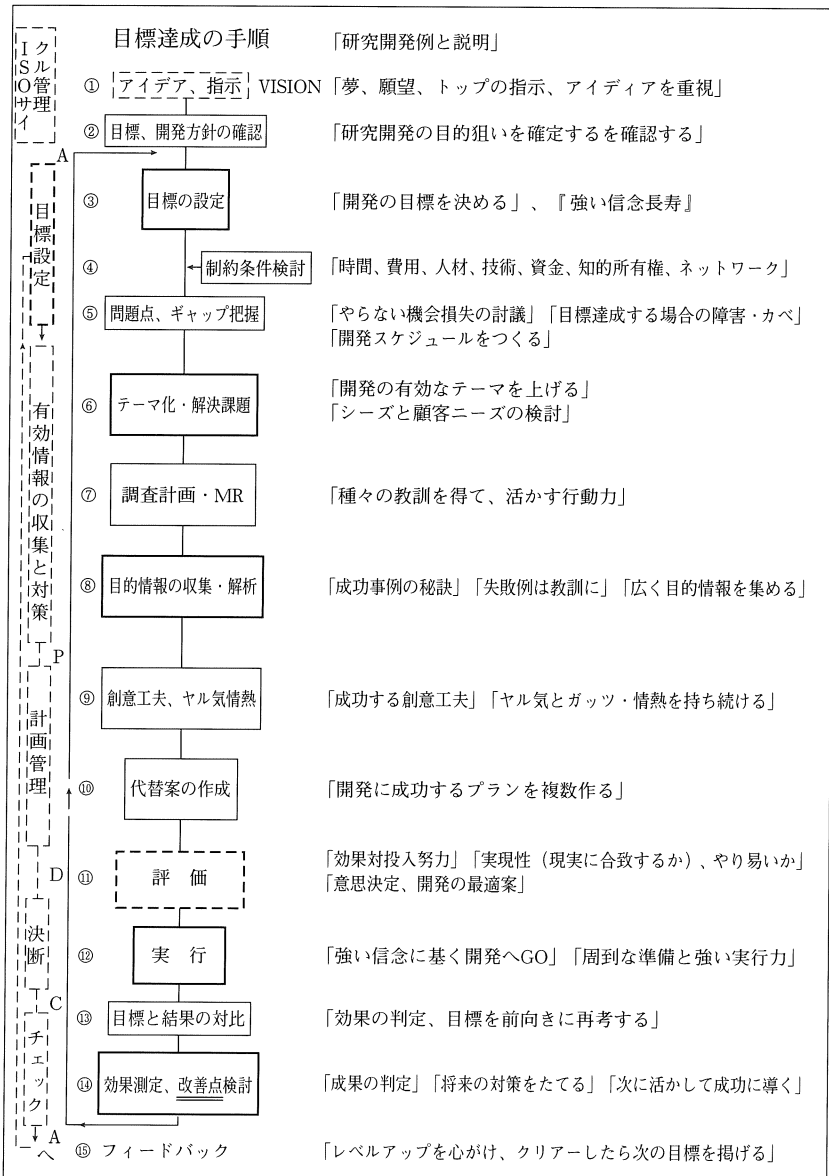 目標達成の手順 「研究開発例と説明」
ISOサイクル管理
① アイデア、指示 VISION 「夢、願望、トップの指示、アイディアを重視」
② 目標、開発方針の確認 「研究開発の目的狙いを確定するを確認する」
A
目標設定
③ 目標の設定 「開発の目標を決める」、『強い信念長寿』
④ 制約条件検討 「時間、費用、人材、技術、資金、知的所有権、ネットワーク」
⑤ 問題点、ギャップ把握 「やらない機会損失の討議」「目標達成する場合の障害・カベ」
「開発スケジュールをつくる」
有効情報の収集と対策
⑥ テーマ化・解決課題 「開発の有効なテーマを上げる」
「シーズと顧客ニーズの検討」
⑦ 調査計画・MR 「種々の教訓を得て、活かす行動力」
⑧ 目的情報の収集・解析 「成功事例の秘訣」「失敗例は教訓に」「広く目的情報を集める」
P
計画管理
⑨ 創意工夫、ヤル気情熱 「成功する創意工夫」「ヤル気とガッツ・情熱を持ち続ける」
⑩ 代替案の作成 「開発に成功するプランを複数作る」
D
⑪ 評価 「効果対投入努力」「実現性（現実に合致するか）、やり易いか」
「意思決定、開発の最適案」
決断
⑫ 実行 「強い信念に基く開発へGO」「周到な準備と強い実行力」
C
チェック
⑬ 目標と結果の対比 「効果の判定、目標を前向きに再考する」
⑭ 効果測定、改善点検討 「成果の判定」「将来の対策をたてる」「次に活かして成功に導く」
A
へ ⑮ フィードバック 「レベルアップを心がけ、クリアーしたら次の目標を掲げる」